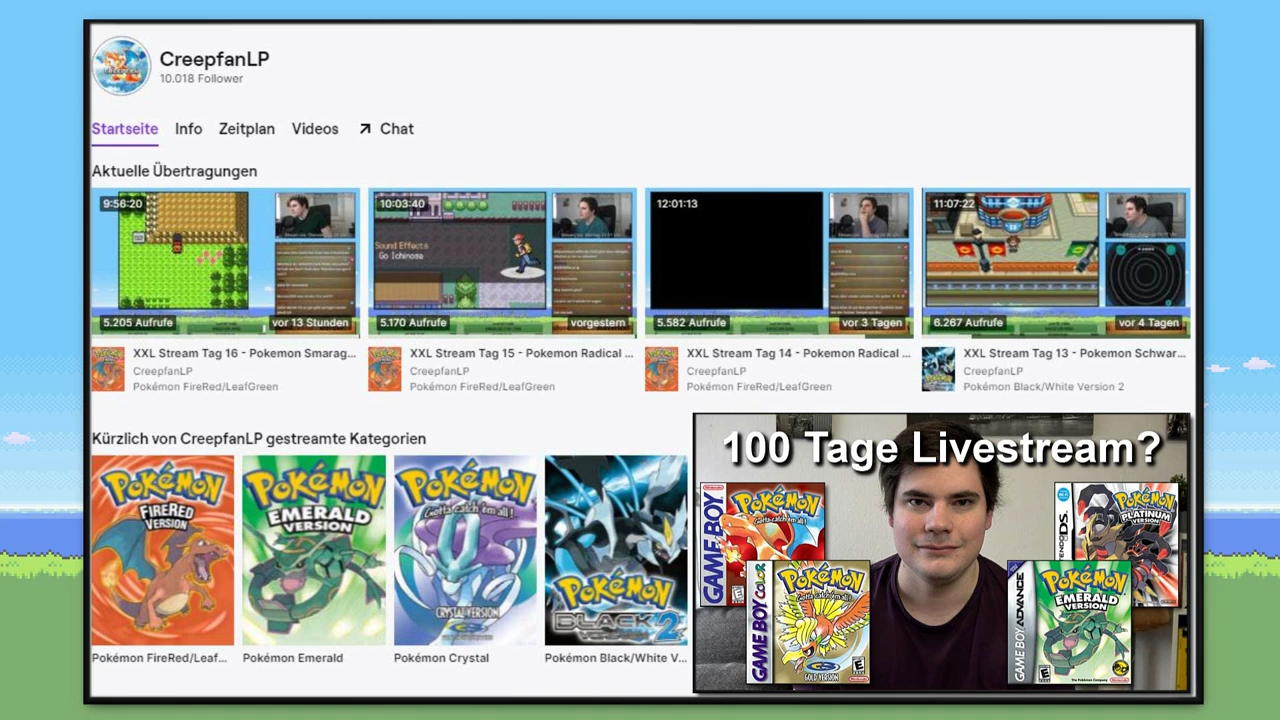 CreepfanLP
10.018 Follower
Startseite Info Zeitplan Videos Chat
Aktuelle Übertragungen
9:56:20
5.205 Aufrufe vor 13 Stunden
10:03:40
Sound Effects
Go Ichinose
5.170 Aufrufe vorgestern
12:01:13
5.582 Aufrufe vor 3 Tagen
11:07:22
6.267 Aufrufe vor 4 Tagen
XXL Stream Tag 16 - Pokemon Smarag...
CreepfanLP
Pokémon FireRed/LeafGreen
XXL Stream Tag 15 - Pokemon Radical ...
CreepfanLP
Pokémon FireRed/LeafGreen
XXL Stream Tag 14 - Pokemon Radical ...
CreepfanLP
Pokémon FireRed/LeafGreen
XXL Stream Tag 13 - Pokemon Schwar...
CreepfanLP
Pokémon Black/White Version 2
Kürzlich von CreepfanLP gestreamte Kategorien
POKéMON
FIRERED
VERSION
Pokémon FireRed/Leaf...
POKéMON
EMERALD
VERSION
Pokémon Emerald
POKéMON
Gotta catch 'em all!
CRYSTAL VERSION
Pokémon Crystal
POKéMON
BLACK 2
VERSION
Pokémon Black/White V...
100 Tage Livestream?
GAME BOY
POKéMON
Gotta catch 'em all!
GAME BOY COLOR
POKéMON
Gotta catch 'em all!
GOLD VERSION
E
Nintendo
NINTENDO DS
POKéMON
PLATINUM
VERSION
GAME BOY ADVANCE
POKéMON
EMERALD
VERSION
E